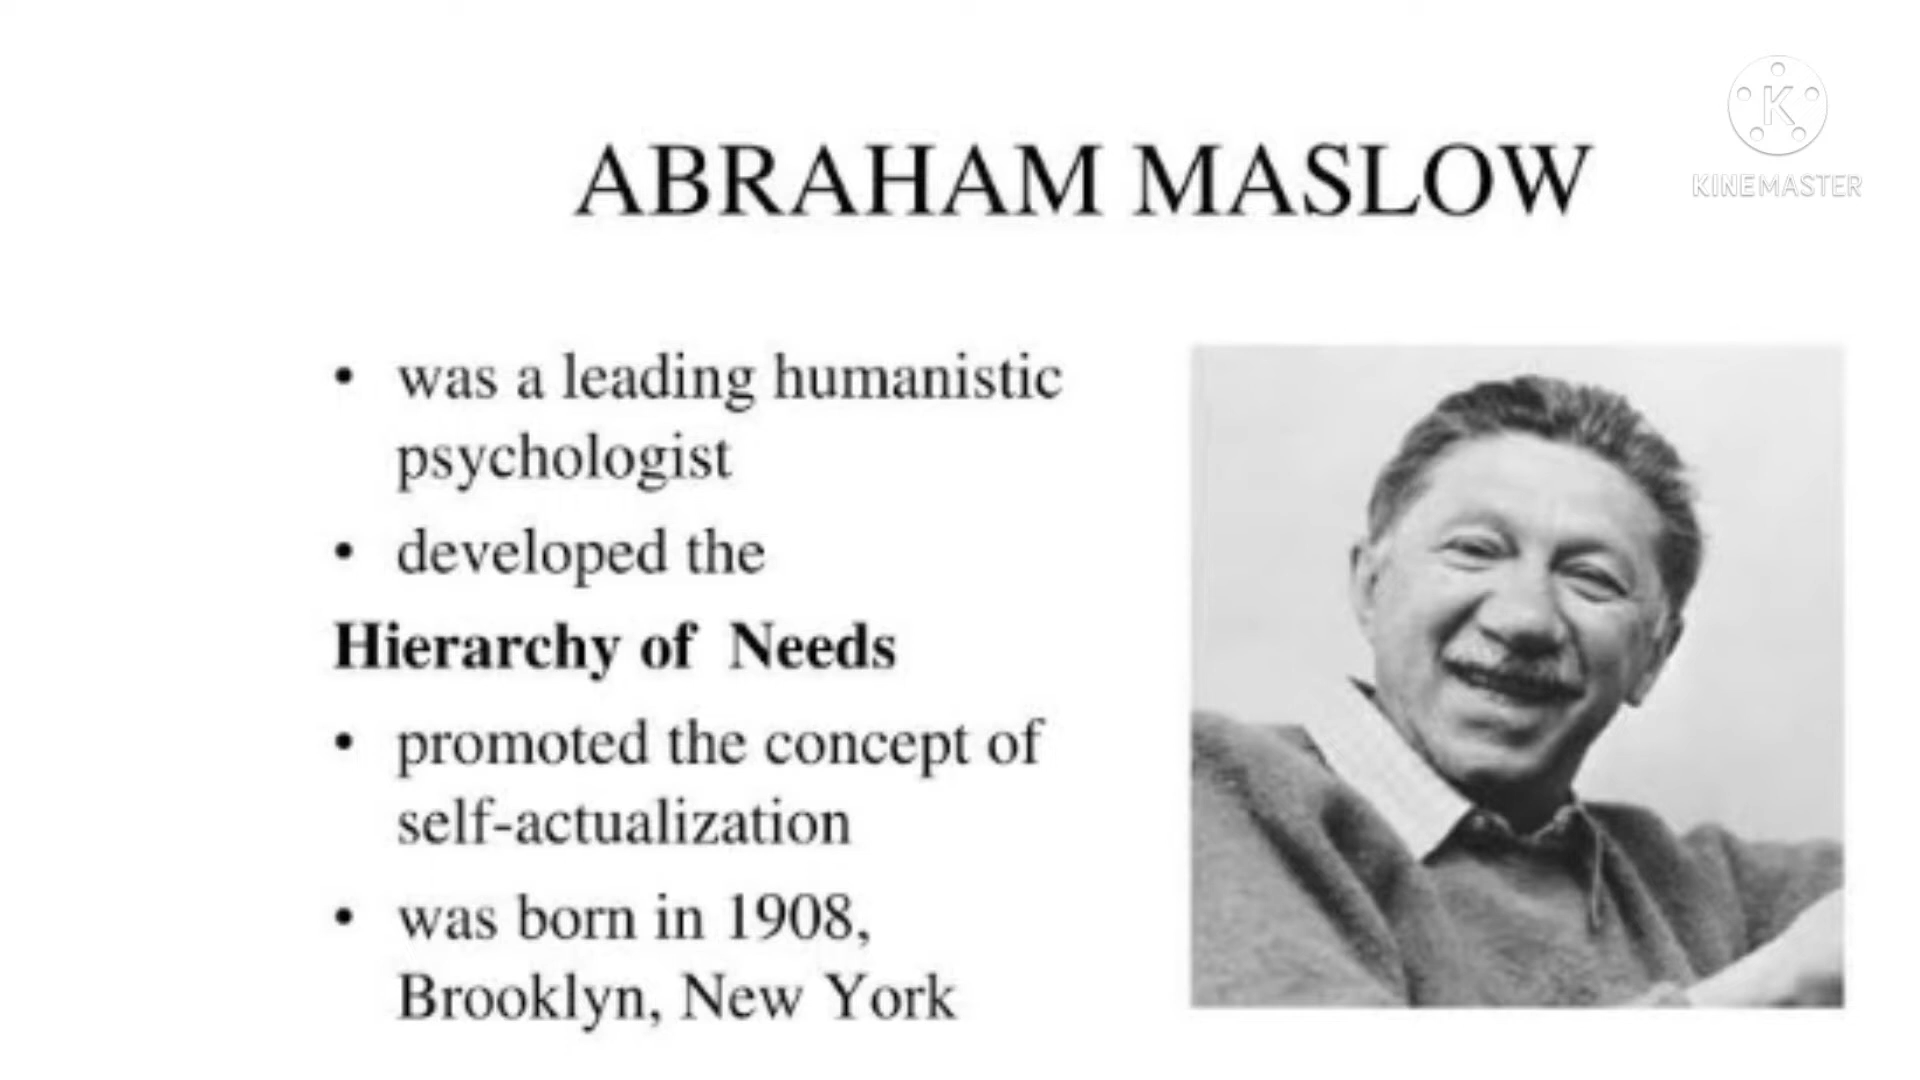 K
KINEMASTER
ABRAHAM MASLOW
• was a leading humanistic
psychologist
• developed the
Hierarchy of Needs
• promoted the concept of
self-actualization
• was born in 1908,
Brooklyn, New York